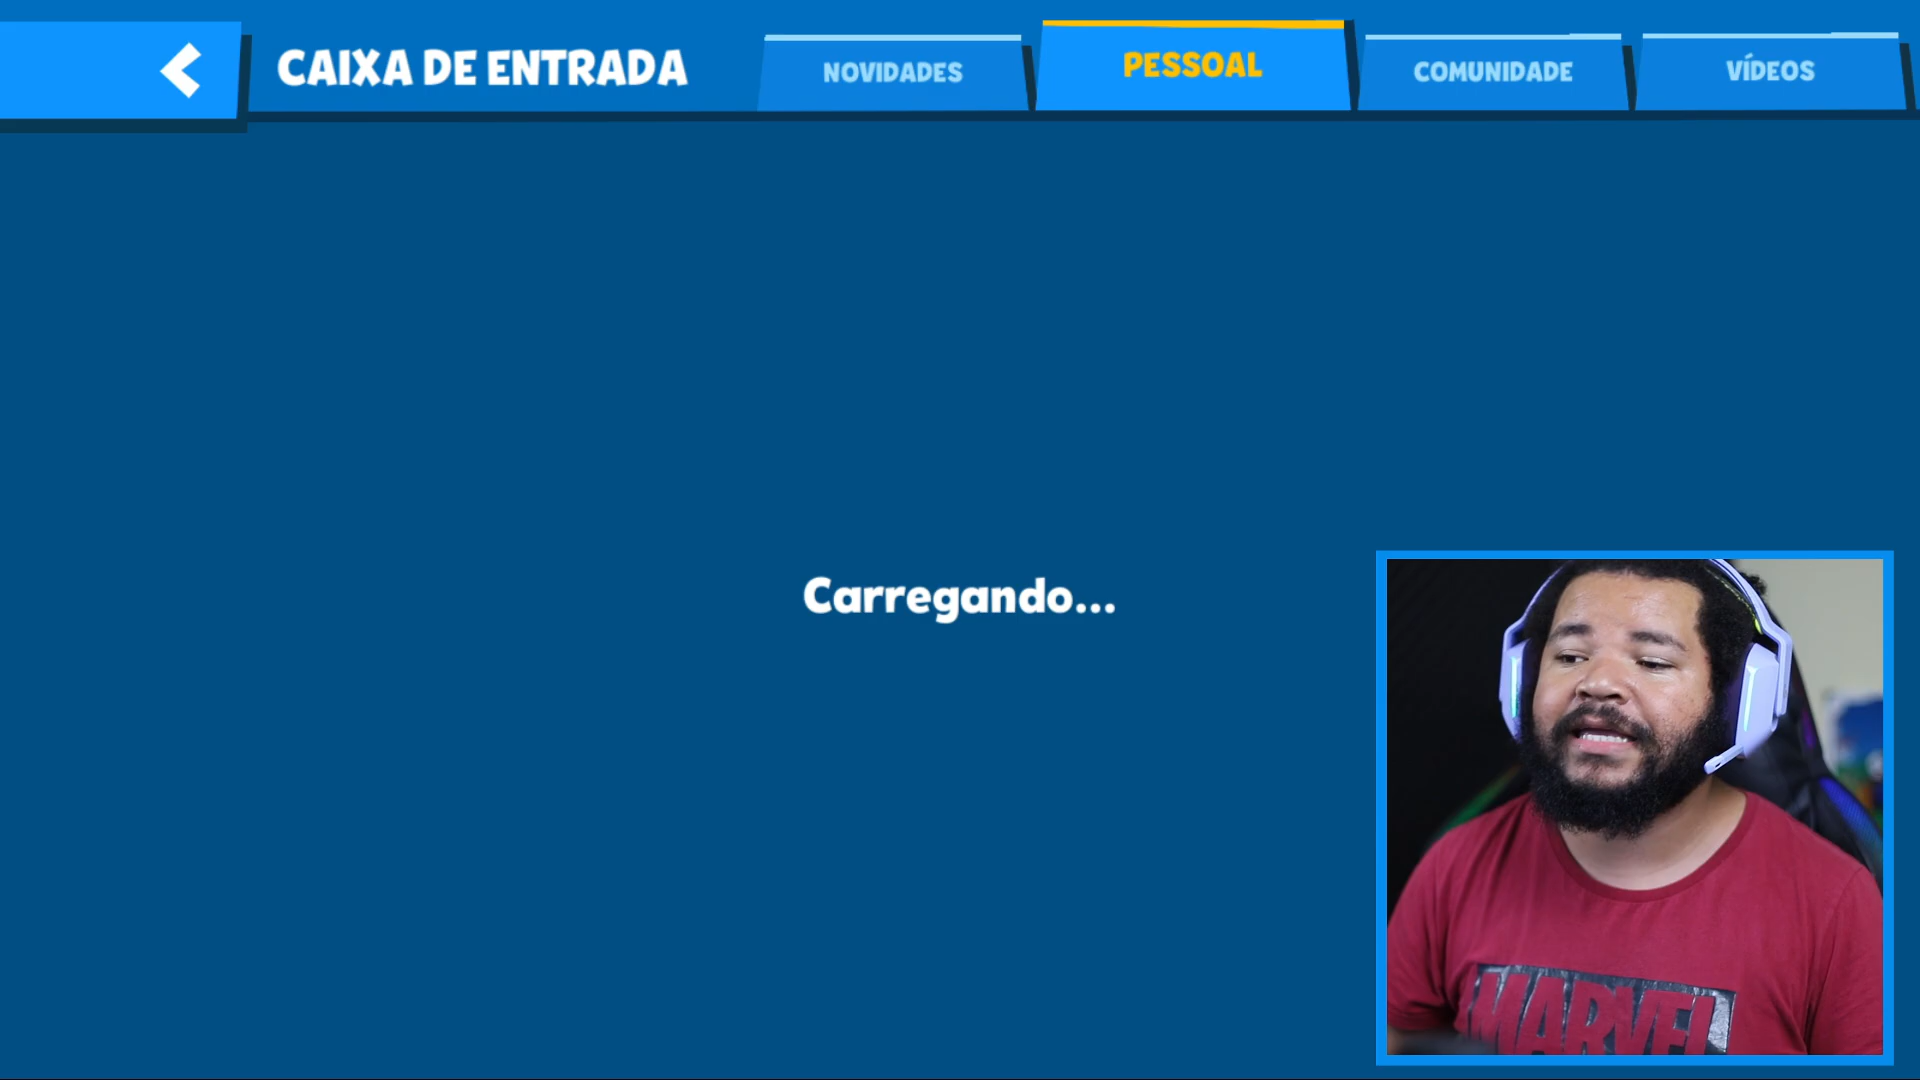 CAIXA DE ENTRADA
NOVIDADES
PESSOAL
COMUNIDADE
VÍDEOS
Carregando...
MARVEL